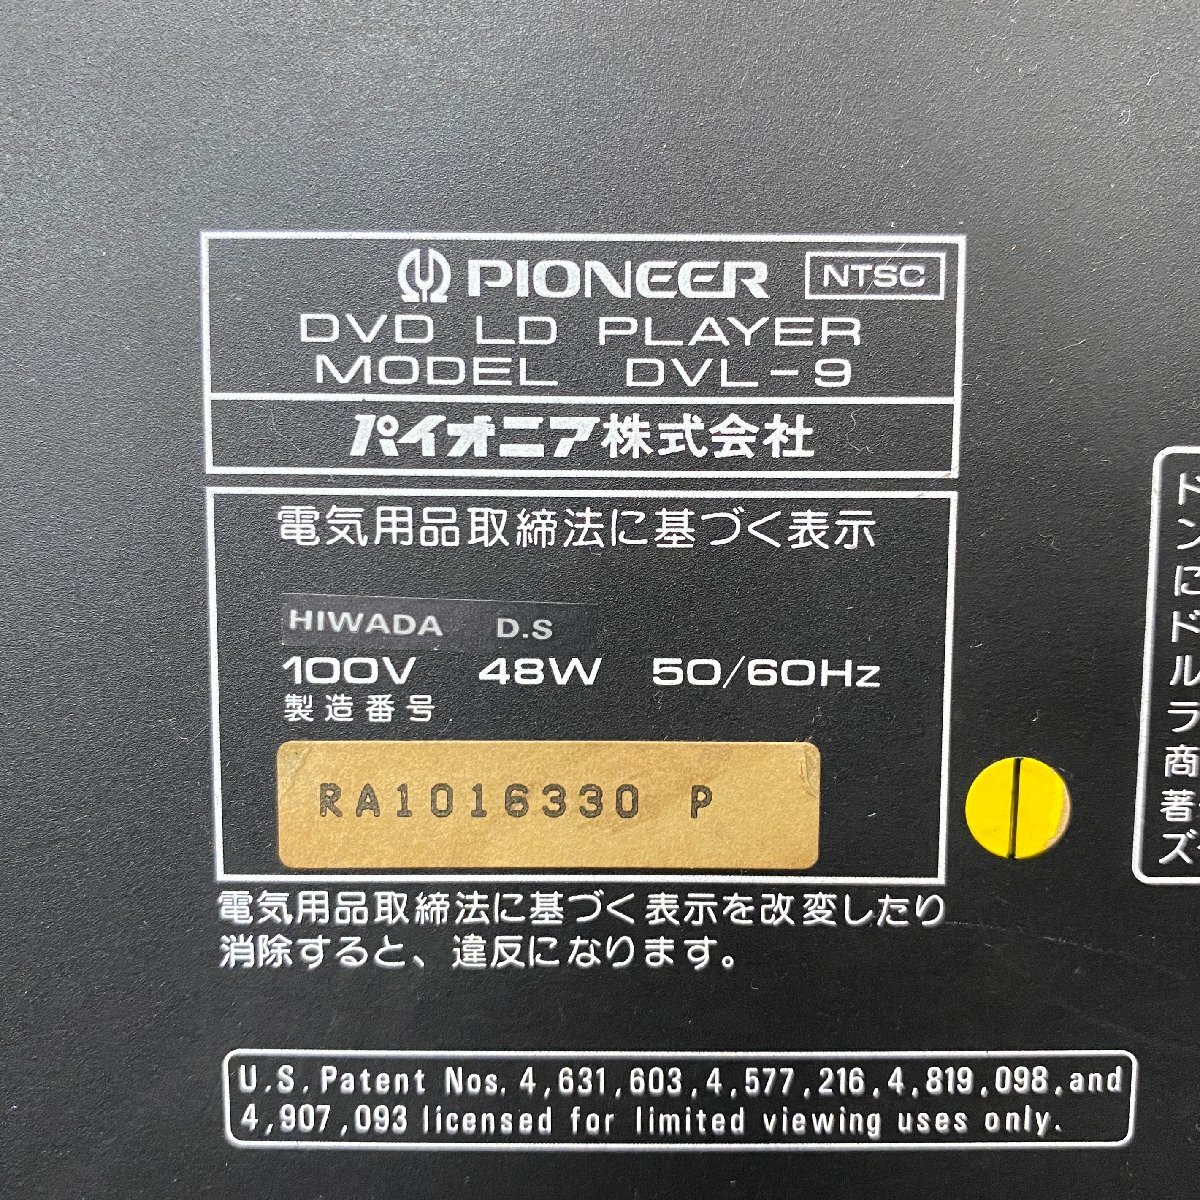 PIONEER NTSC
DVD LD PLAYER
MODEL DVL-9
パイオニア株式会社
電気用品取締法に基づく表示
HIWADA D.S
100V 48W 50/60Hz
製造番号
RA1016330 P
電気用品取締法に基づく表示を改変したり
消除すると、違反になります。
U.S. Patent Nos. 4,631,603,4,577,216,4,819,098,and
4,907,093 licensed for limited viewing uses only.
ド
ン
に
ド
ル
ラ
商
著
ズ